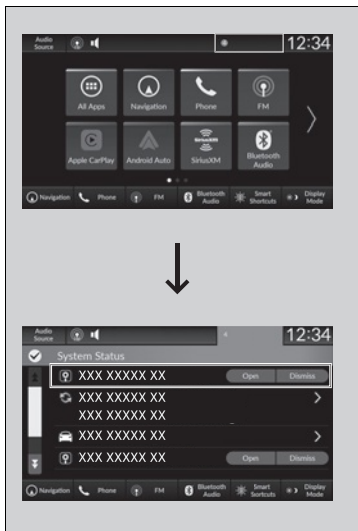 Audio
Source
12:34
All Apps
Navigation
Phone
FM
Apple CarPlay
Android Auto
SiriusXM
Bluetooth
Audio
Navigation
Phone
FM
Bluetooth
Audio
Smart
Shortcuts
Display
Mode
Audio
Source
12:34
System Status
XXX XXXXX XX
Open
Dismiss
XXX XXXXX XX
XXX XXXXX XX
XXX XXXXX XX
XXX XXXXX XX
Open
Dismiss
Navigation
Phone
FM
Bluetooth
Audio
Smart
Shortcuts
Display
Mode